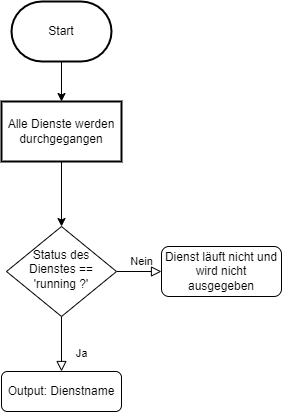 Start
Alle Dienste werden
durchgegangen
Status des
Dienstes ==
'running ?'
Nein
Dienst läuft nicht und
wird nicht
ausgegeben
Ja
Output: Dienstname